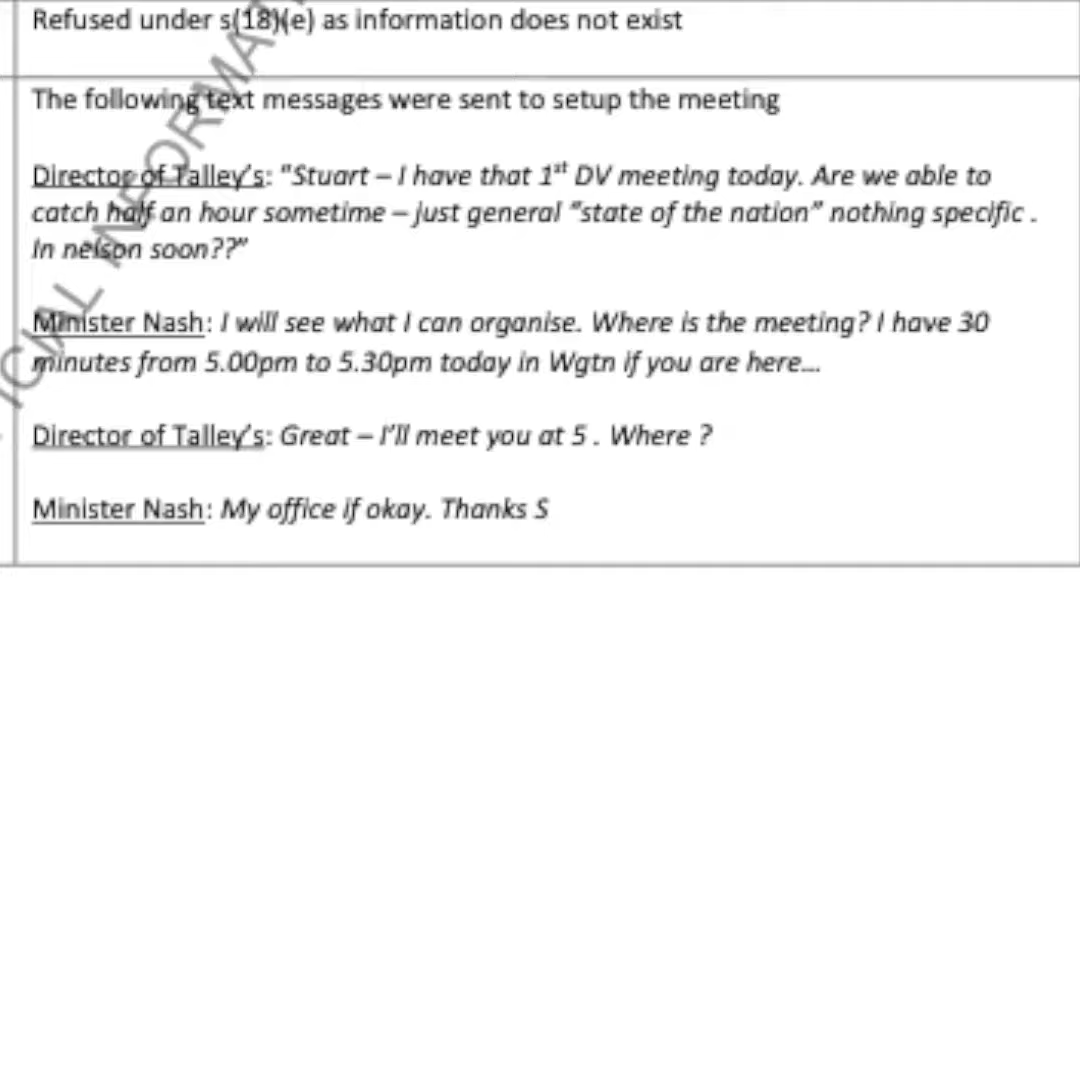 Refused under s(18)(e) as information does not exist
The following text messages were sent to setup the meeting
Director of Talley's: "Stuart – I have that 1st DV meeting today. Are we able to
catch half an hour sometime – just general "state of the nation" nothing specific .
In nelson soon??"
Minister Nash: I will see what I can organise. Where is the meeting? I have 30
minutes from 5.00pm to 5.30pm today in Wgtn if you are here...
Director of Talley's: Great – I'll meet you at 5 . Where ?
Minister Nash: My office if okay. Thanks S